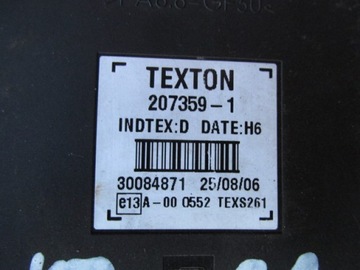 TEXTON
207359-1
INDTEX:D DATE:H6
30084871 25/08/06
e13 A-00 0552 TEXS261